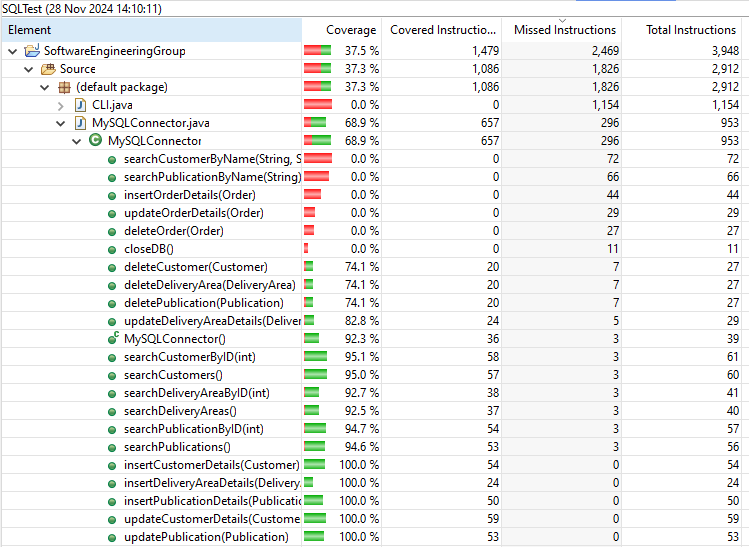 SQLTest (28 Nov 2024 14:10:11)
Element Coverage Covered Instructio... Missed Instructions Total Instructions
SoftwareEngineeringGroup 37.5 % 1,479 2,469 3,948
Source 37.3 % 1,086 1,826 2,912
(default package) 37.3 % 1,086 1,826 2,912
CLI.java 0.0 % 0 1,154 1,154
MySQLConnector.java 68.9 % 657 296 953
MySQLConnector 68.9 % 657 296 953
searchCustomerByName(String, S 0.0 % 0 72 72
searchPublicationByName(String) 0.0 % 0 66 66
insertOrderDetails(Order) 0.0 % 0 44 44
updateOrderDetails(Order) 0.0 % 0 29 29
deleteOrder(Order) 0.0 % 0 27 27
closeDB() 0.0 % 0 11 11
deleteCustomer(Customer) 74.1 % 20 7 27
deleteDeliveryArea(DeliveryArea) 74.1 % 20 7 27
deletePublication(Publication) 74.1 % 20 7 27
updateDeliveryAreaDetails(Deliver 82.8 % 24 5 29
MySQLConnector() 92.3 % 36 3 39
searchCustomerByID(int) 95.1 % 58 3 61
searchCustomers() 95.0 % 57 3 60
searchDeliveryAreaByID(int) 92.7 % 38 3 41
searchDeliveryAreas() 92.5 % 37 3 40
searchPublicationByID(int) 94.7 % 54 3 57
searchPublications() 94.6 % 53 3 56
insertCustomerDetails(Customer) 100.0 % 54 0 54
insertDeliveryAreaDetails(Delivery. 100.0 % 24 0 24
insertPublicationDetails(Publicatio 100.0 % 50 0 50
updateCustomerDetails(Custome 100.0 % 59 0 59
updatePublication(Publication) 100.0 % 53 0 53